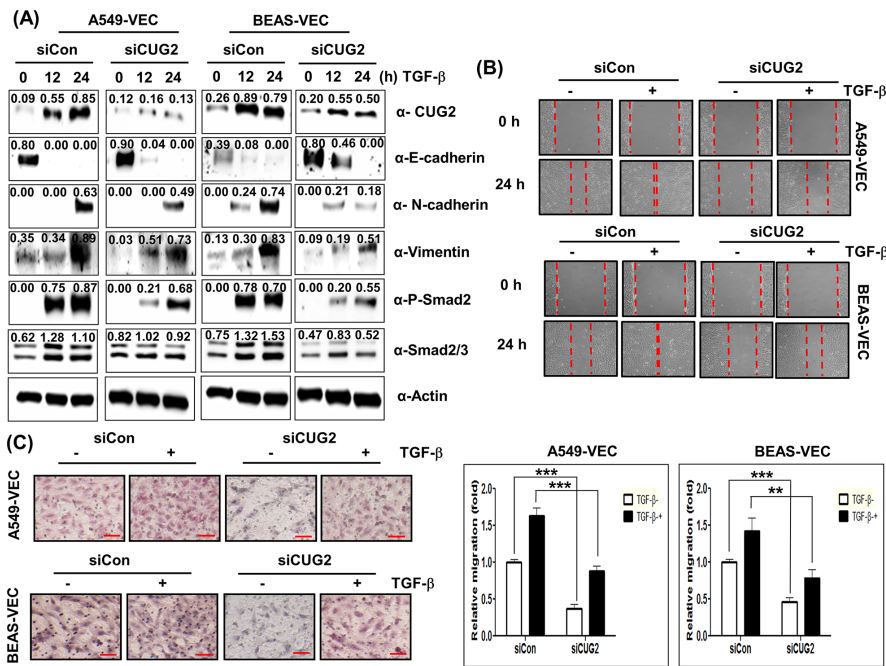 (A)
A549-VEC BEAS-VEC
siCon siCUG2 siCon siCUG2
0 12 24 0 12 24 0 12 24 0 12 24 (h) TGF-β
0.09 0.55 0.85 0.12 0.16 0.13 0.26 0.89 0.79 0.20 0.55 0.50
α- CUG2
0.80 0.00 0.00 0.90 0.04 0.00 0.39 0.08 0.00 0.80 0.46 0.00
α-E-cadherin
0.00 0.00 0.63 0.00 0.00 0.49 0.00 0.24 0.74 0.00 0.21 0.18
α- N-cadherin
0.35 0.34 0.89 0.03 0.51 0.73 0.13 0.30 0.83 0.09 0.19 0.51
α-Vimentin
0.00 0.75 0.87 0.00 0.21 0.68 0.00 0.78 0.70 0.00 0.20 0.55
α-P-Smad2
0.62 1.28 1.10 0.82 1.02 0.92 0.75 1.32 1.53 0.47 0.83 0.52
α-Smad2/3
α-Actin
(B)
siCon siCUG2
- + - + TGF-β
0 h
24 h
A549-VEC
siCon siCUG2
- + - + TGF-β
0 h
24 h
BEAS-VEC
(C)
siCon siCUG2
- + - + TGF-β
A549-VEC
siCon siCUG2
- + - + TGF-β
BEAS-VEC
A549-VEC
Relative migration (fold)
2.0
1.5
1.0
0.5
0.0
***
***
TGF-β-
TGF-β-+
siCon siCUG2
BEAS-VEC
Relative migration (fold)
2.0
1.5
1.0
0.5
0.0
***
**
TGF-β-
TGF-β-+
siCon siCUG2